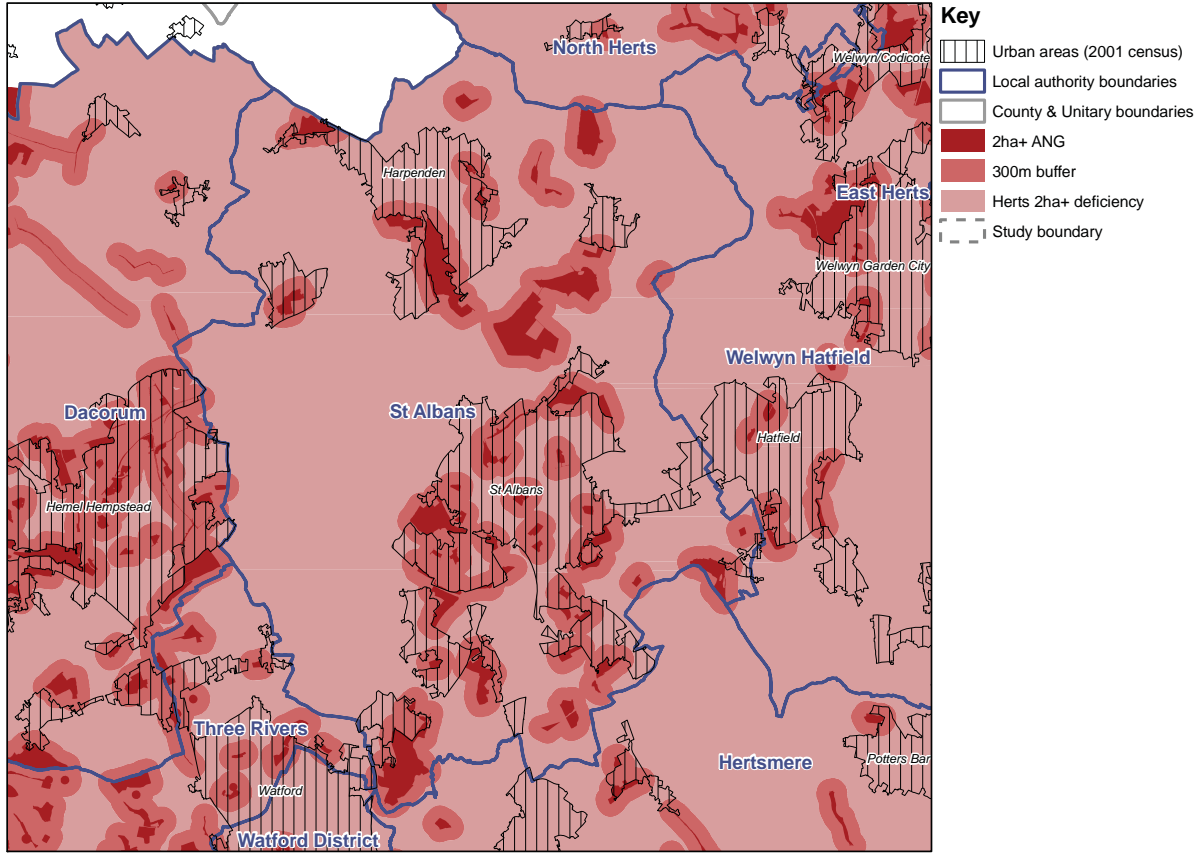 Key
Urban areas (2001 census)
Local authority boundaries
County & Unitary boundaries
2ha+ ANG
300m buffer
Herts 2ha+ deficiency
Study boundary
North Herts
Welwyn/Codicote
Harpenden
East Herts
Welwyn Garden City
Welwyn Hatfield
Dacorum
St Albans
Hatfield
St Albans
Hemel Hempstead
Three Rivers
Hertsmere
Potters Bar
Watford
Watford District